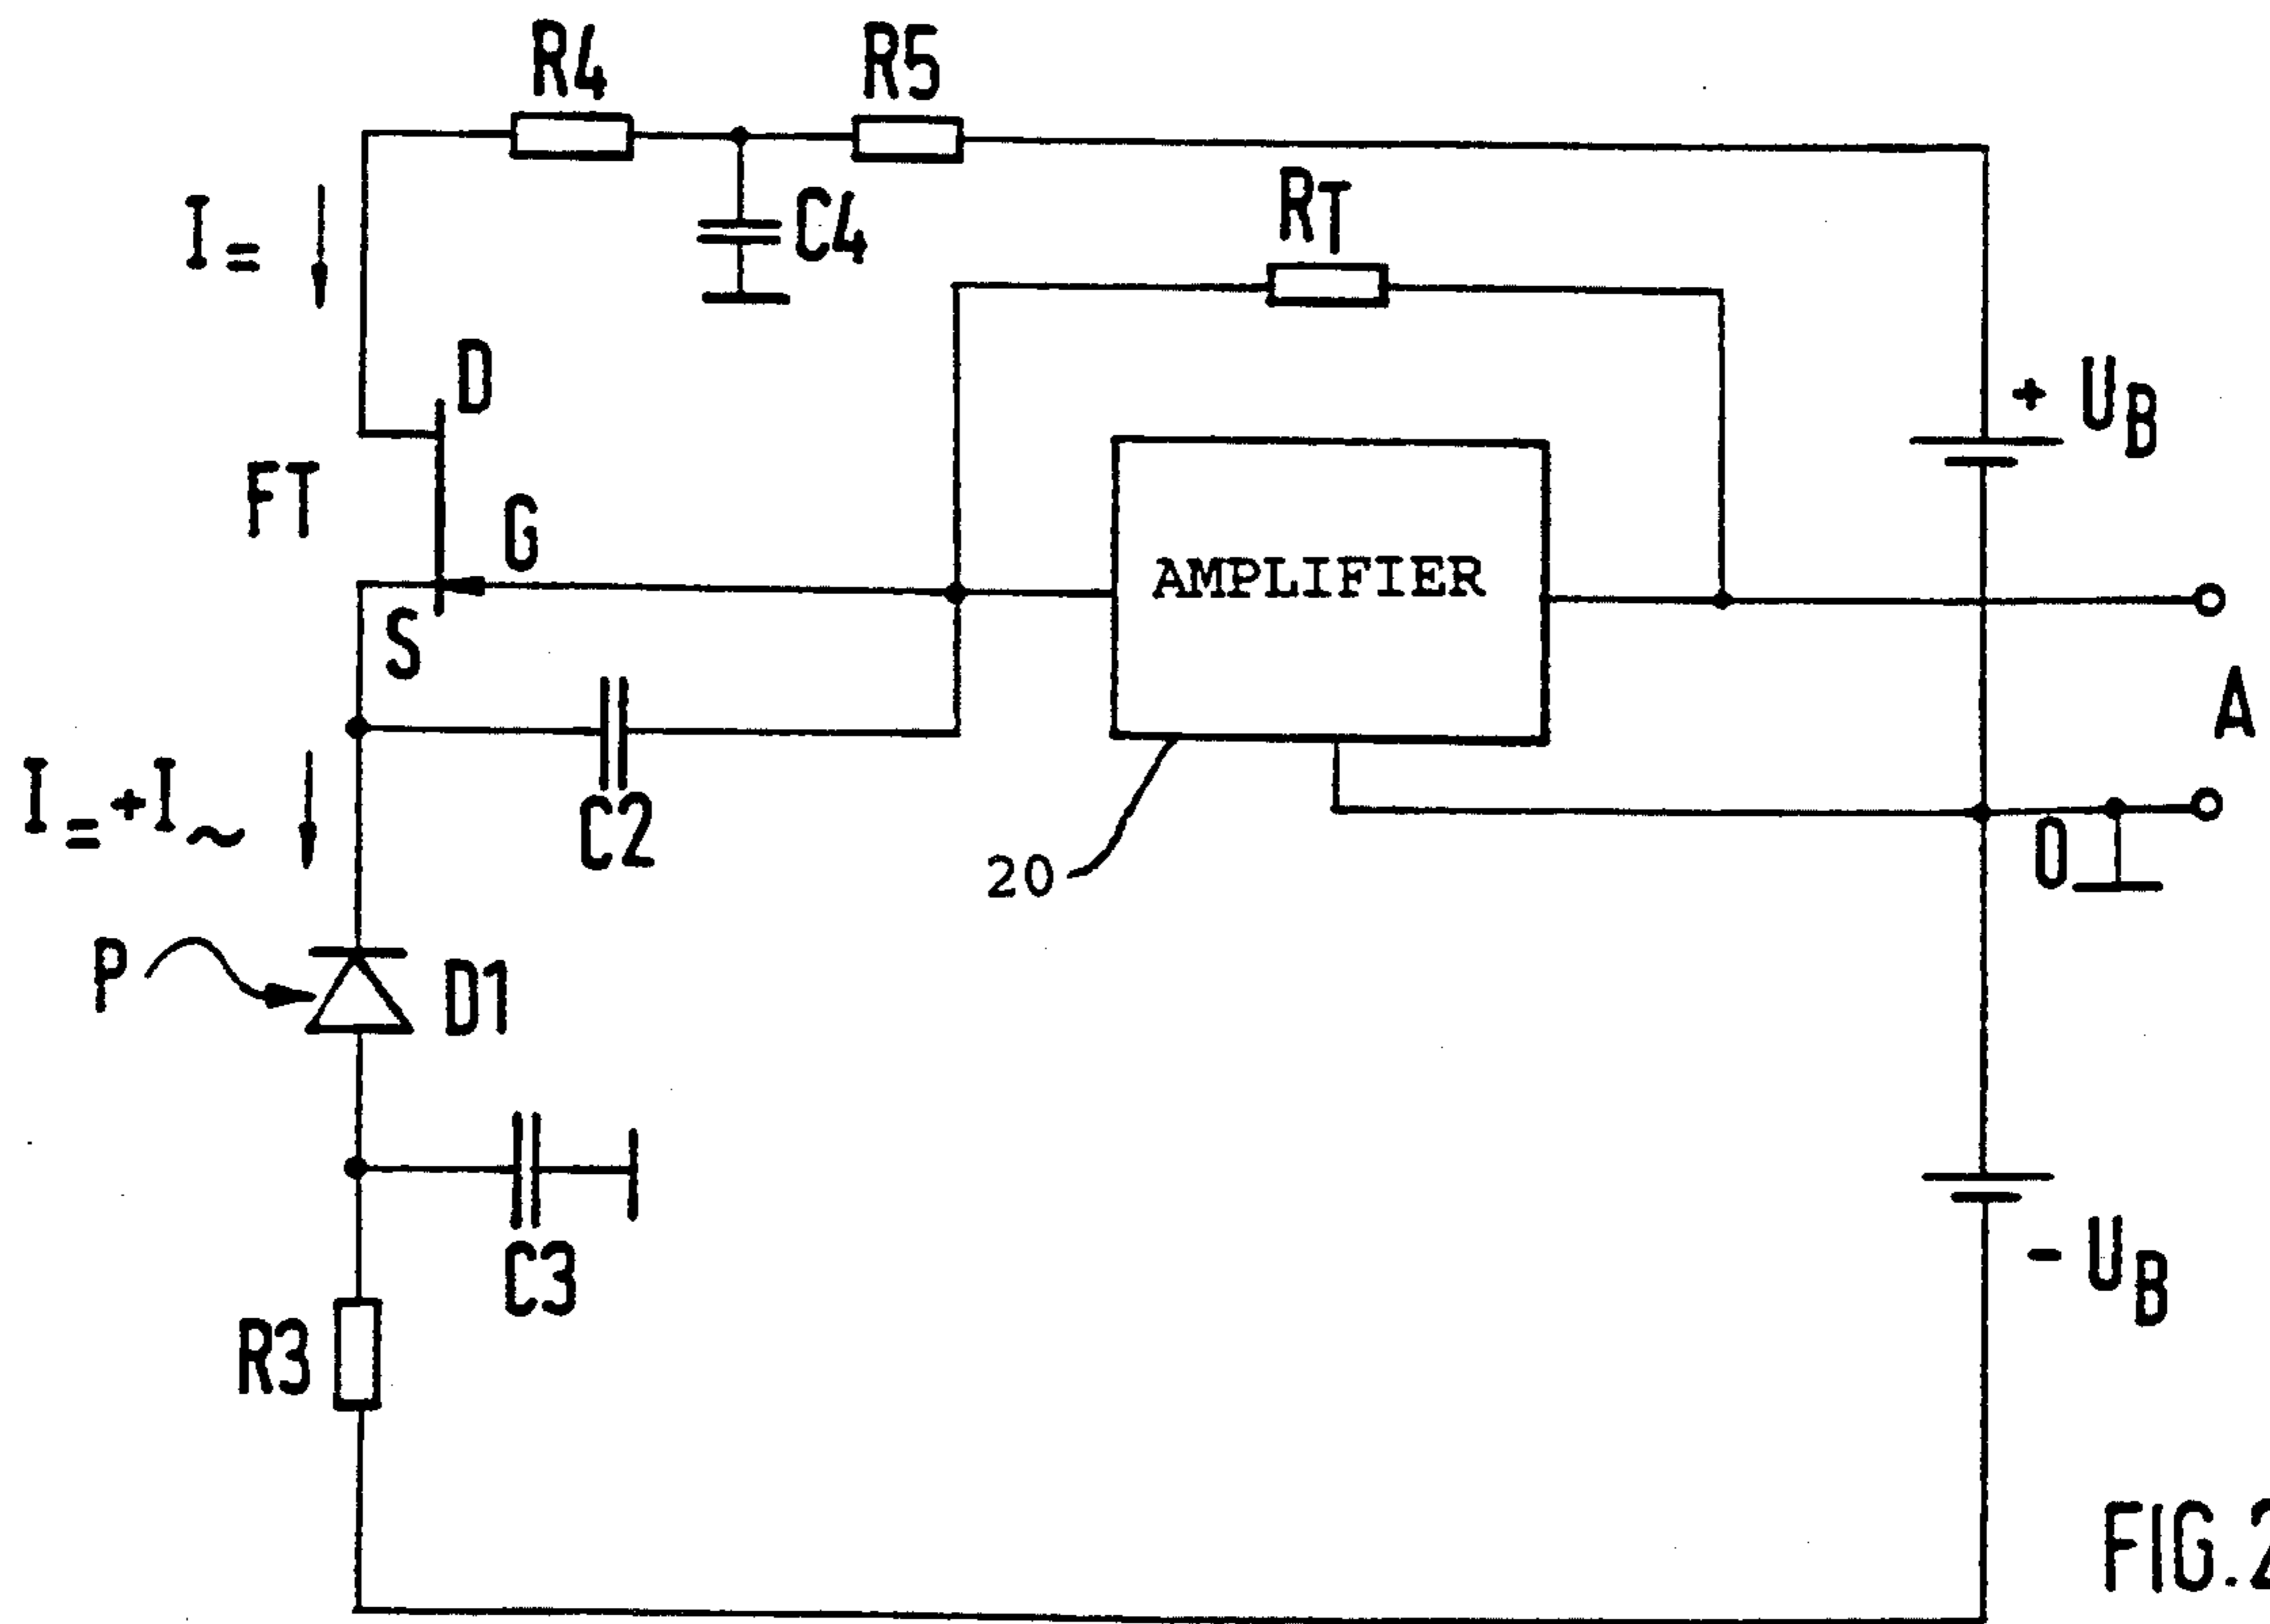 R4
R5
RT
I=
C4
D
+ UB
FT
G
AMPLIFIER
S
A
I= + I~
C2
20
0
P
D1
C3
- UB
R3
FIG.2